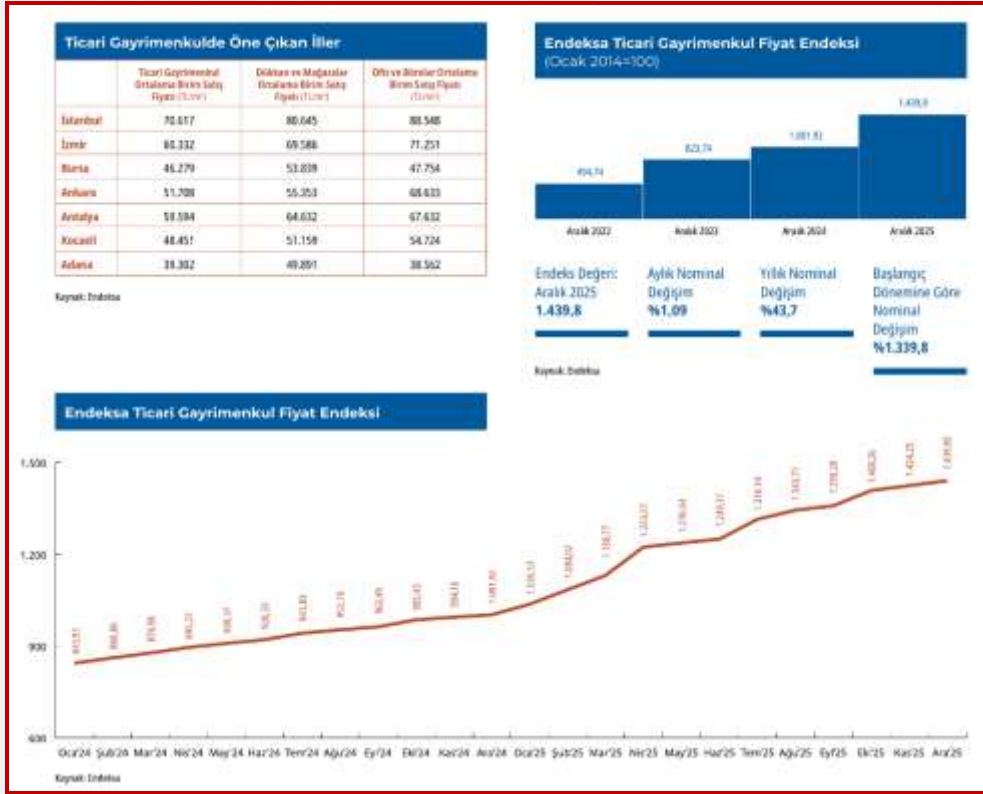 Ticari Gayrimenkulde Öne Çıkan İller
Ticari Gayrimenkul Ortalama Birim Satış Fiyatı (TL/m²)
Dükkan ve Mağazalar Ortalama Birim Satış Fiyatı (TL/m²)
Ofis ve Bürolar Ortalama Birim Satış Fiyatı (TL/m²)
İstanbul 70.617 80.645 88.548
İzmir 60.332 69.586 71.251
Bursa 46.279 53.839 47.754
Ankara 51.708 55.353 68.633
Antalya 59.594 64.632 67.632
Kocaeli 48.451 51.159 54.724
Adana 39.302 49.891 38.562
Kaynak: Endeksa
Endeksa Ticari Gayrimenkul Fiyat Endeksi
(Ocak 2014=100)
494,74
823,74
1.001,92
1.439,8
Aralık 2022 Aralık 2023 Aralık 2024 Aralık 2025
Endeks Değeri:
Aralık 2025
1.439,8
Aylık Nominal
Değişim
%1,09
Yıllık Nominal
Değişim
%43,7
Başlangıç
Dönemine Göre
Nominal
Değişim
%1.339,8
Kaynak: Endeksa
Endeksa Ticari Gayrimenkul Fiyat Endeksi
1.500
1.200
900
600
Oca'24 Şub'24 Mar'24 Nis'24 May'24 Haz'24 Tem'24 Ağu'24 Eyl'24 Eki'24 Kas'24 Ara'24 Oca'25 Şub'25 Mar'25 Nis'25 May'25 Haz'25 Tem'25 Ağu'25 Eyl'25 Eki'25 Kas'25 Ara'25
Kaynak: Endeksa